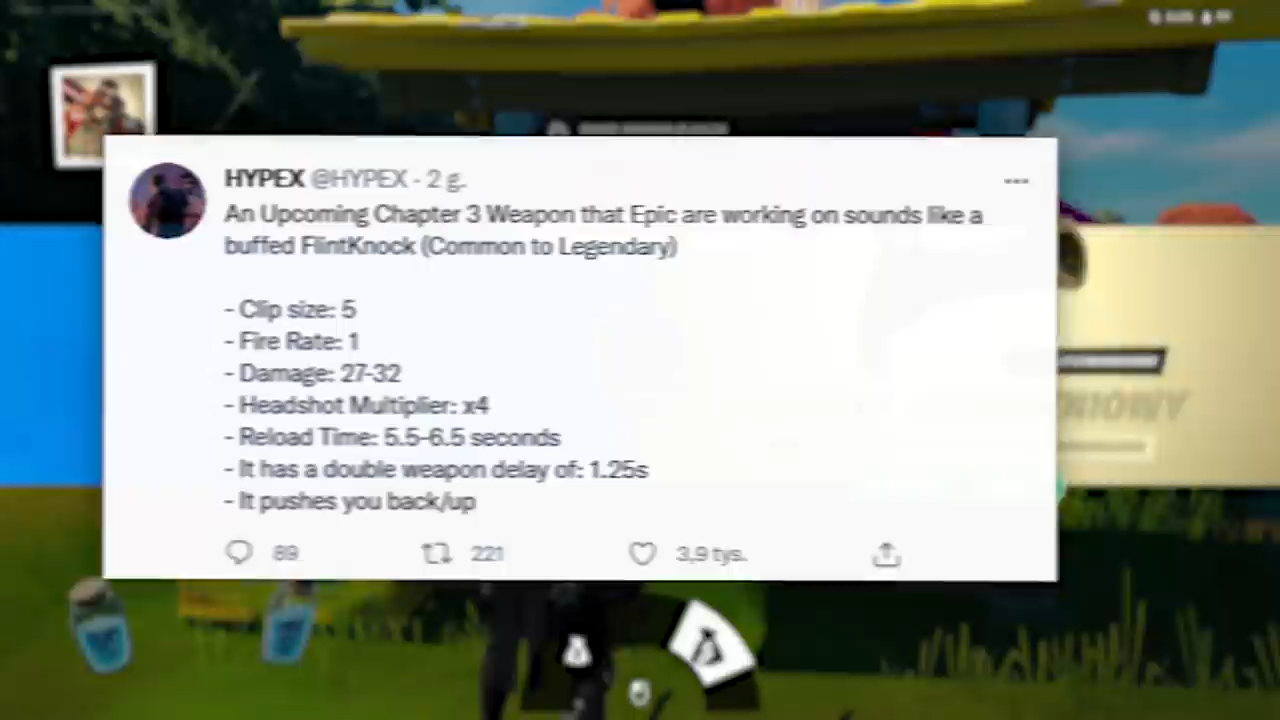 HYPEX @HYPEX · 2 g.
An Upcoming Chapter 3 Weapon that Epic are working on sounds like a
buffed FlintKnock (Common to Legendary)
- Clip size: 5
- Fire Rate: 1
- Damage: 27-32
- Headshot Multiplier: x4
- Reload Time: 5.5-6.5 seconds
- It has a double weapon delay of: 1.25s
- It pushes you back/up
89 221 3,9 tys.